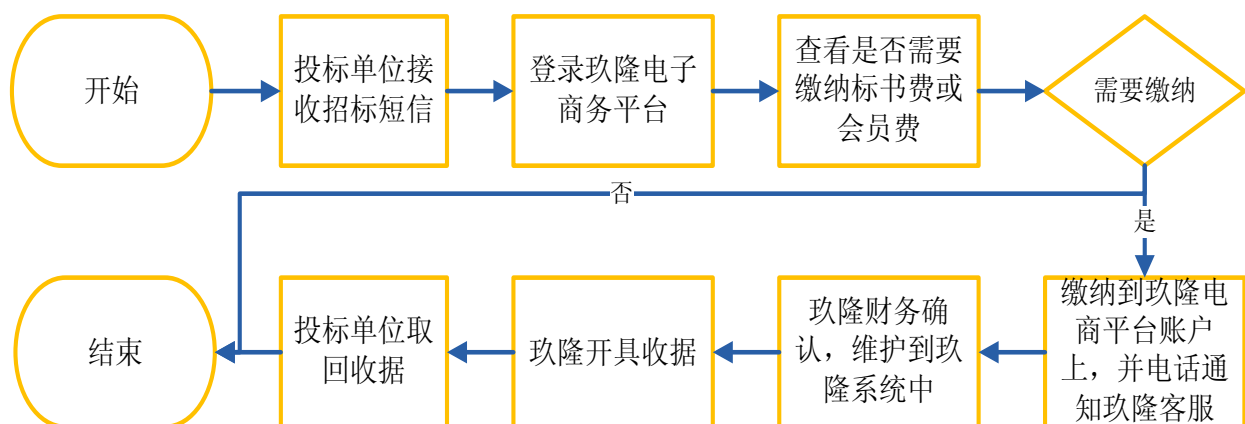 开始
投标单位接
收招标短信
登录玖隆电子
商务平台
查看是否需要
缴纳标书费或
会员费
需要缴纳
否
是
缴纳到玖隆电
商平台账户
上，并电话通
知玖隆客服
玖隆财务确
认，维护到玖
隆系统中
玖隆开具收据
投标单位取
回收据
结束